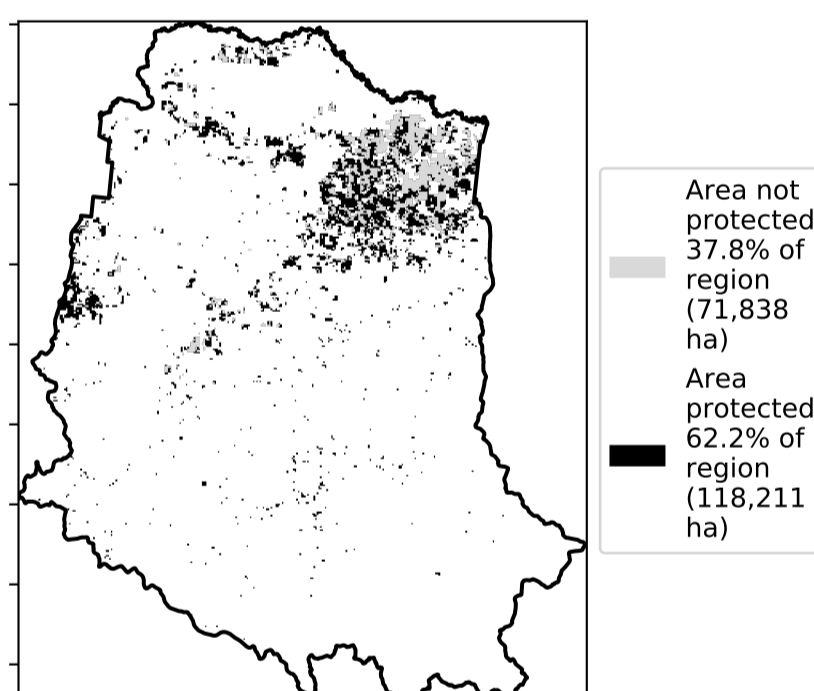 Area not
protected
37.8% of
region
(71,838
ha)
Area
protected
62.2% of
region
(118,211
ha)